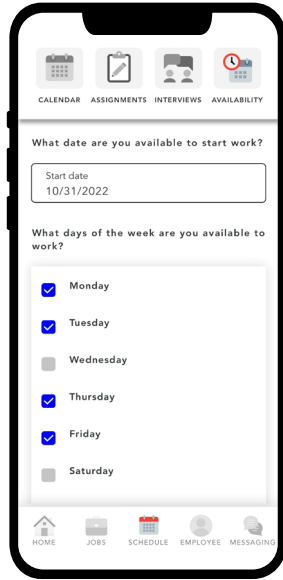 CALENDAR ASSIGNMENTS INTERVIEWS AVAILABILITY
What date are you available to start work?
Start date
10/31/2022
What days of the week are you available to
work?
Monday
Tuesday
Wednesday
Thursday
Friday
Saturday
HOME JOBS SCHEDULE EMPLOYEE MESSAGING